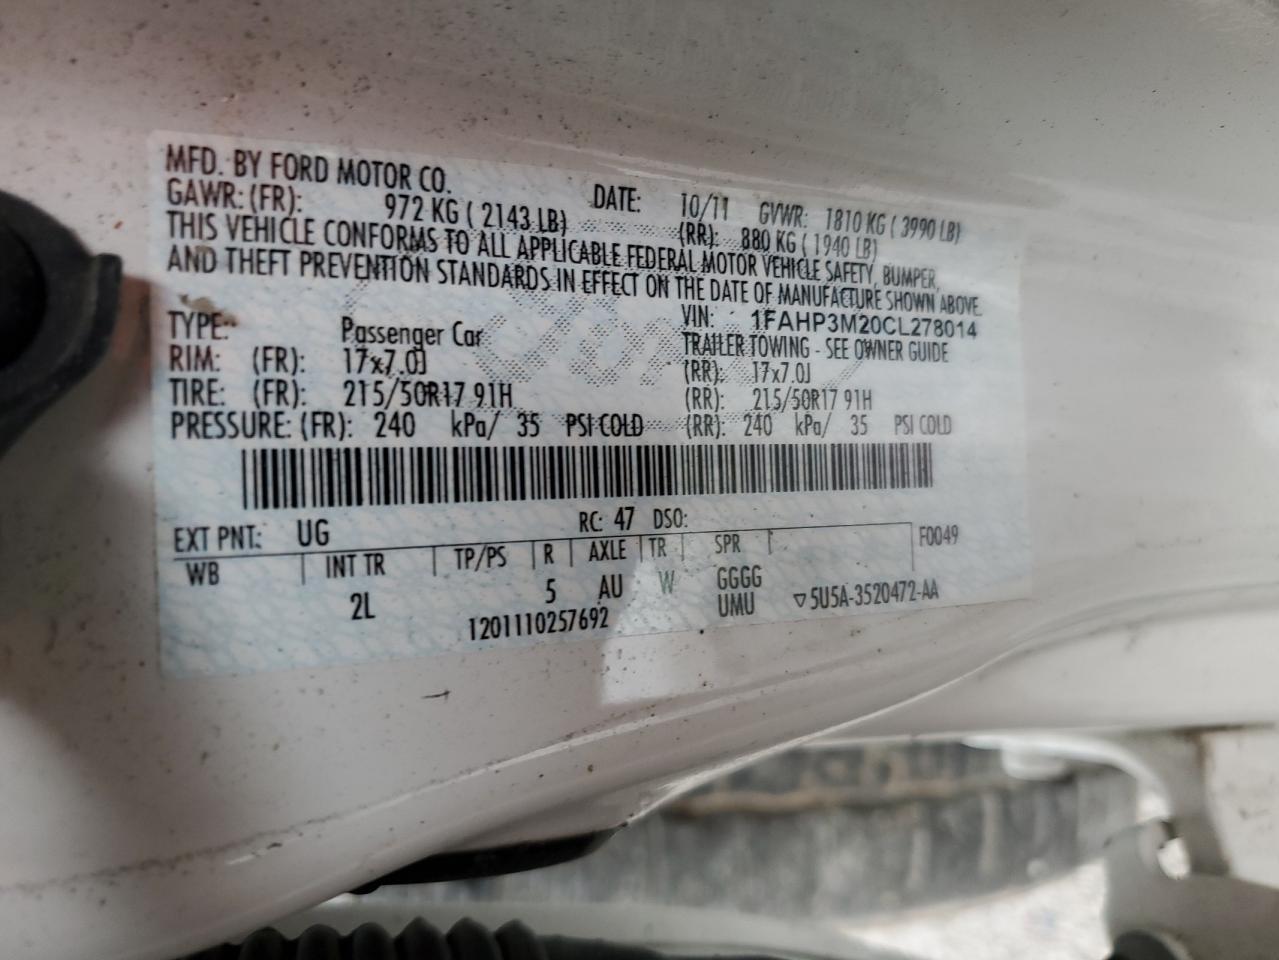 MFD. BY FORD MOTOR CO. DATE: 10/11 GVWR: 1810 KG ( 3990 LB)
GAWR: (FR): 972 KG ( 2143 LB) (RR): 880 KG ( 1940 LB)
THIS VEHICLE CONFORMS TO ALL APPLICABLE FEDERAL MOTOR VEHICLE SAFETY, BUMPER,
AND THEFT PREVENTION STANDARDS IN EFFECT ON THE DATE OF MANUFACTURE SHOWN ABOVE.
VIN: 1FAHP3M20CL278014
TYPE: Passenger Car TRAILER TOWING - SEE OWNER GUIDE
RIM: (FR): 17x7.0J (RR): 17x7.0J
TIRE: (FR): 215/50R17 91H (RR): 215/50R17 91H
PRESSURE: (FR): 240 kPa/ 35 PSI COLD (RR): 240 kPa/ 35 PSI COLD
EXT PNT: UG RC: 47 DSO: F0049
WB INT TR TP/PS R AXLE TR SPR
2L 5 AU W GGGG
1201110257692 UMU ▽5U5A-3520472-AA